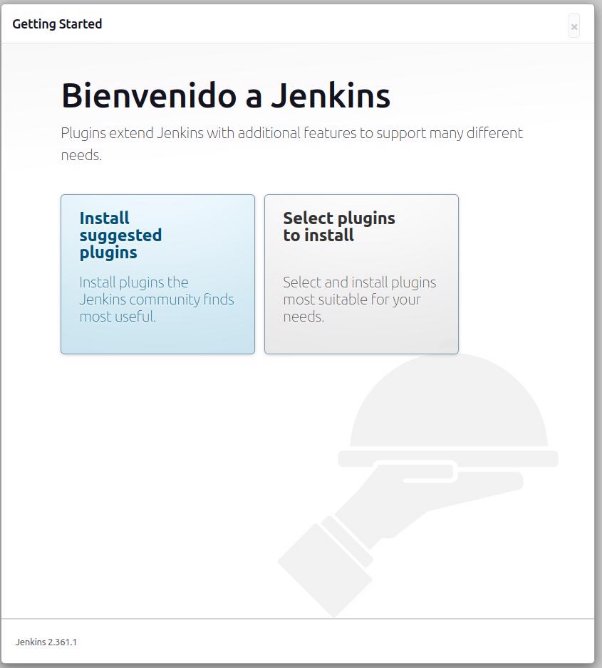 Getting Started
×
Bienvenido a Jenkins
Plugins extend Jenkins with additional features to support many different
needs.
Install
suggested
plugins
Install plugins the
Jenkins community finds
most useful.
Select plugins
to install
Select and install plugins
most suitable for your
needs.
Jenkins 2.361.1